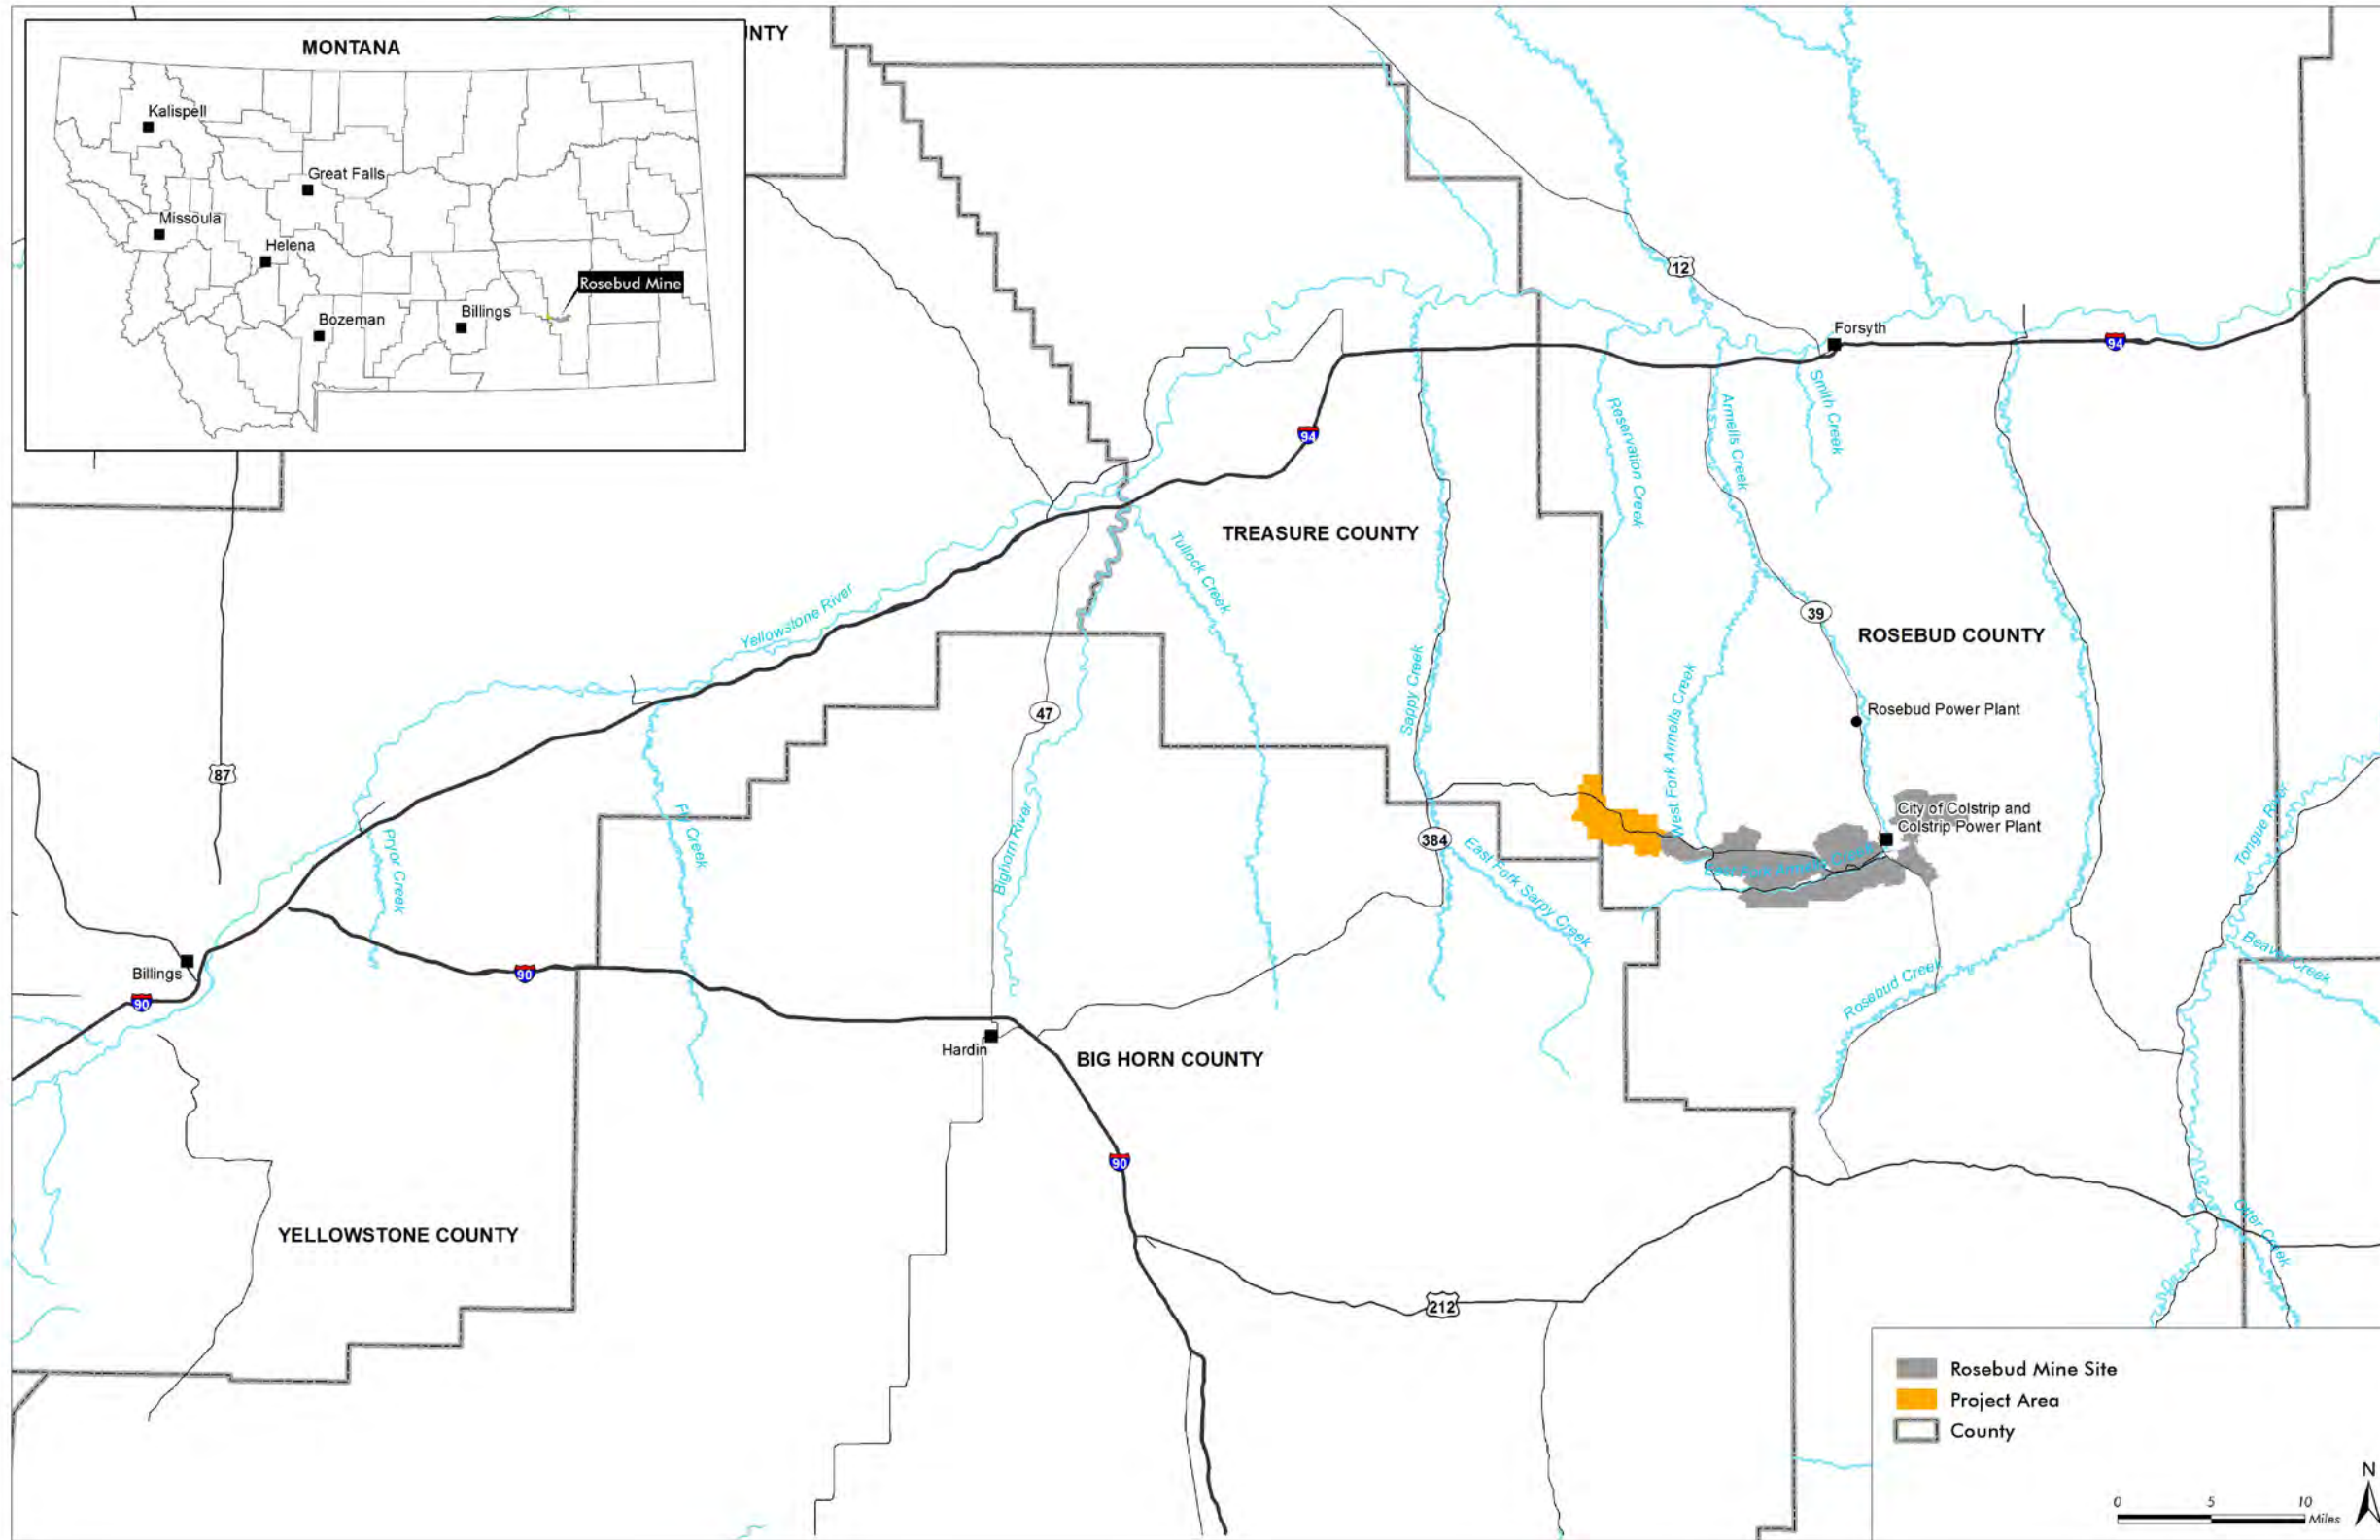 MONTANA
Kalispell
Great Falls
Missoula
Helena
Rosebud Mine
Billings
Bozeman
NTY
12
Forsyth
94
94
Smith Creek
Armells Creek
Reservation Creek
TREASURE COUNTY
Tullock Creek
Yellowstone River
39
ROSEBUD COUNTY
Sappy Creek
West Fork Armells Creek
47
Rosebud Power Plant
87
City of Colstrip and
Colstrip Power Plant
Bighorn River
Fly Creek
Pryor Creek
384
East Fork Sarpy Creek
East Fork Armells Creek
Tongue River
Beaver Creek
Rosebud Creek
Billings
90
90
Hardin
BIG HORN COUNTY
90
YELLOWSTONE COUNTY
Otter Creek
212
Rosebud Mine Site
Project Area
County
0 5 10
Miles
N